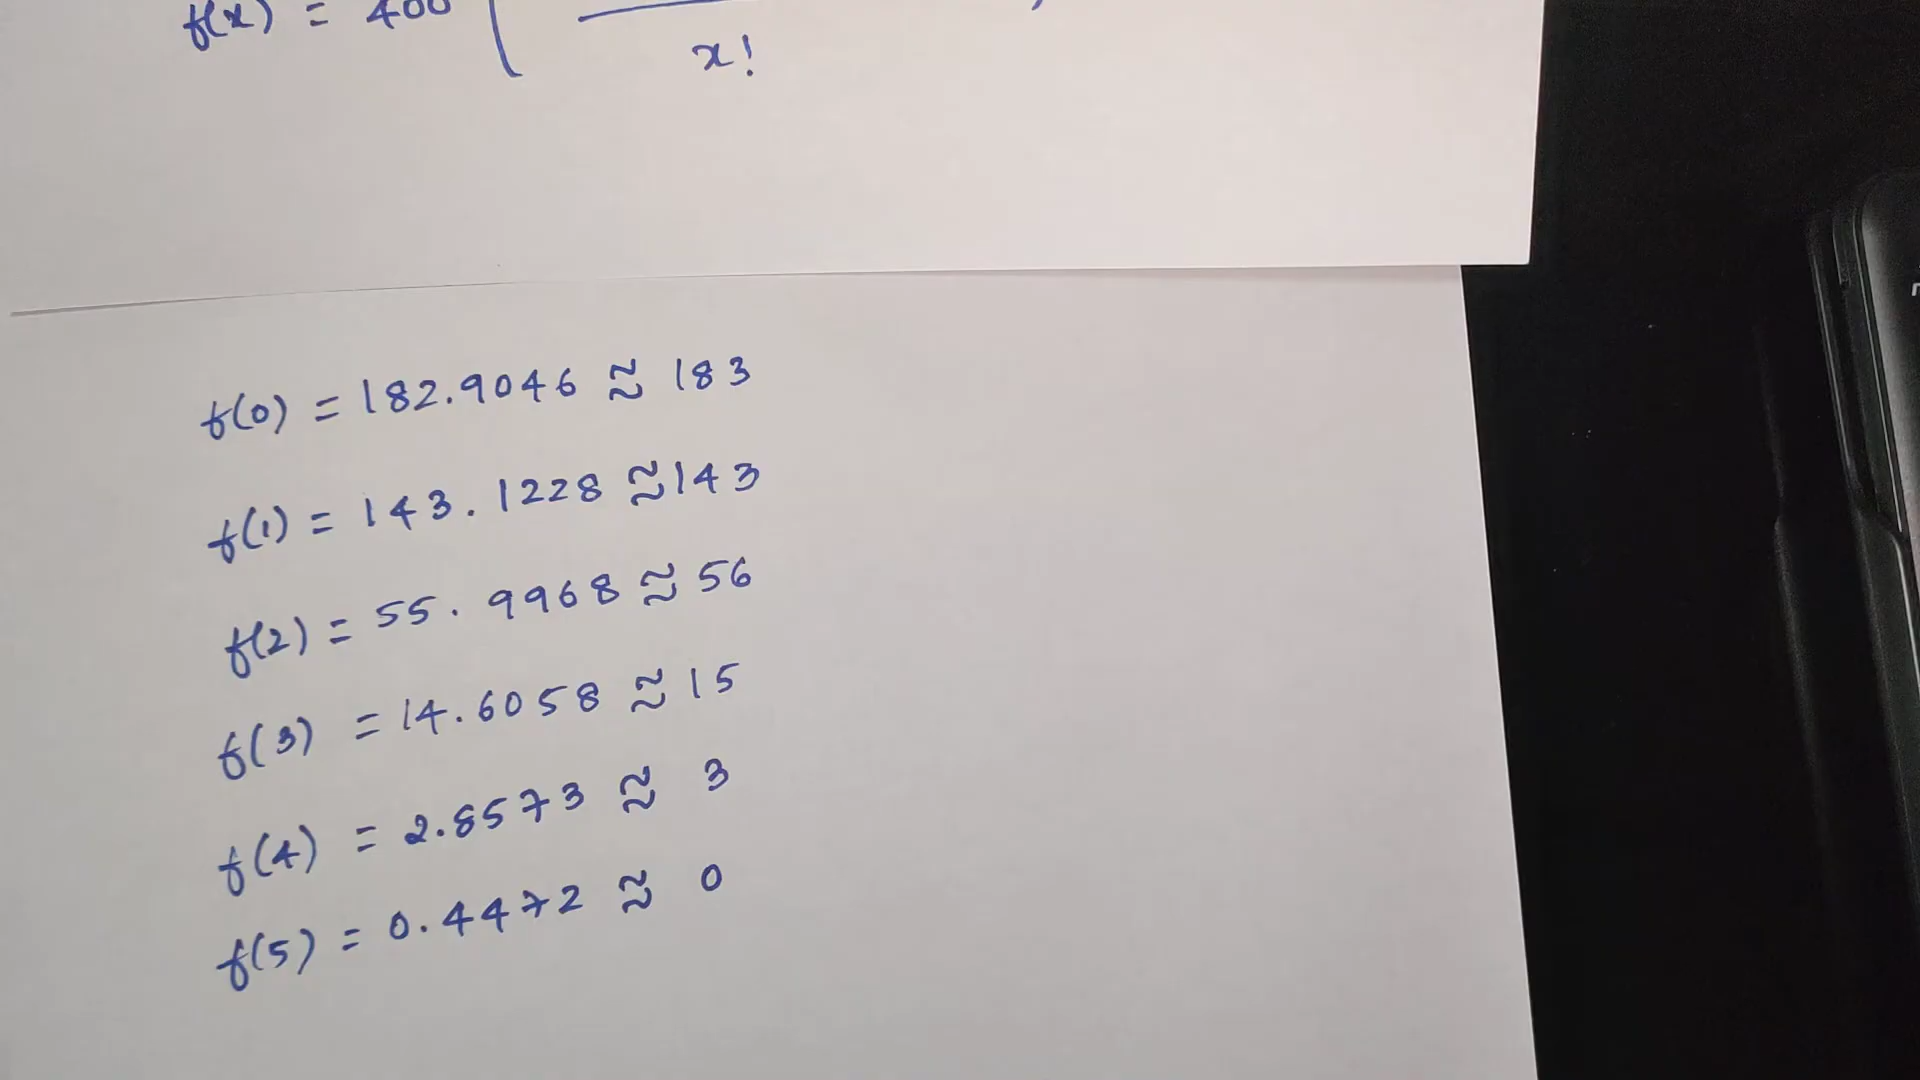 f(x) = 400 (
x!
f(0) = 182.9046 ≈ 183
f(1) = 143.1228 ≈ 143
f(2) = 55.9968 ≈ 56
f(3) = 14.6058 ≈ 15
f(4) = 2.8573 ≈ 3
f(5) = 0.4472 ≈ 0